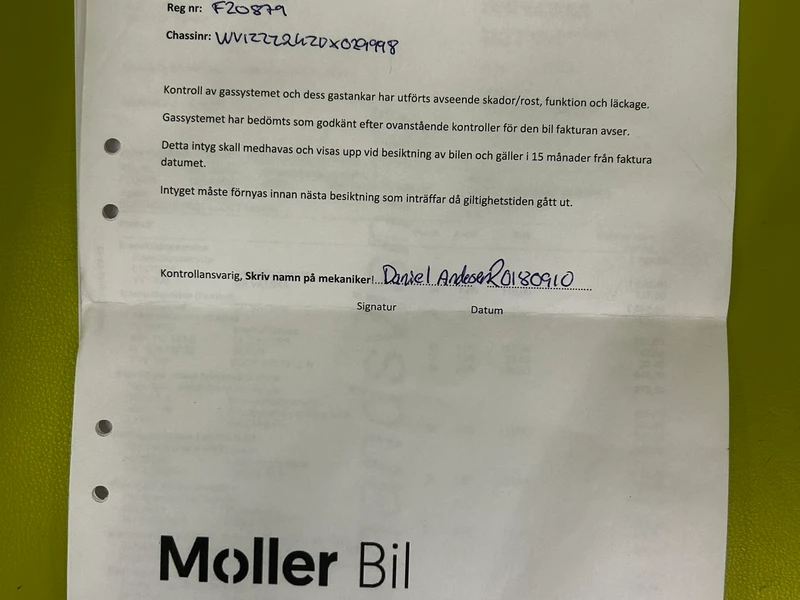 Reg nr: F20879
Chassinr: WV1ZZZ2KZDX029998
Kontroll av gassystemet och dess gastankar har utförts avseende skador/rost, funktion och läckage.
Gassystemet har bedömts som godkänt efter ovanstående kontroller för den bil fakturan avser.
Detta intyg skall medhavas och visas upp vid besiktning av bilen och gäller i 15 månader från faktura
datumet.
Intyget måste förnyas innan nästa besiktning som inträffar då giltighetstiden gått ut.
Kontrollansvarig, Skriv namn på mekaniker!...Daniel Andersen 20180910
Signatur Datum
Møller Bil